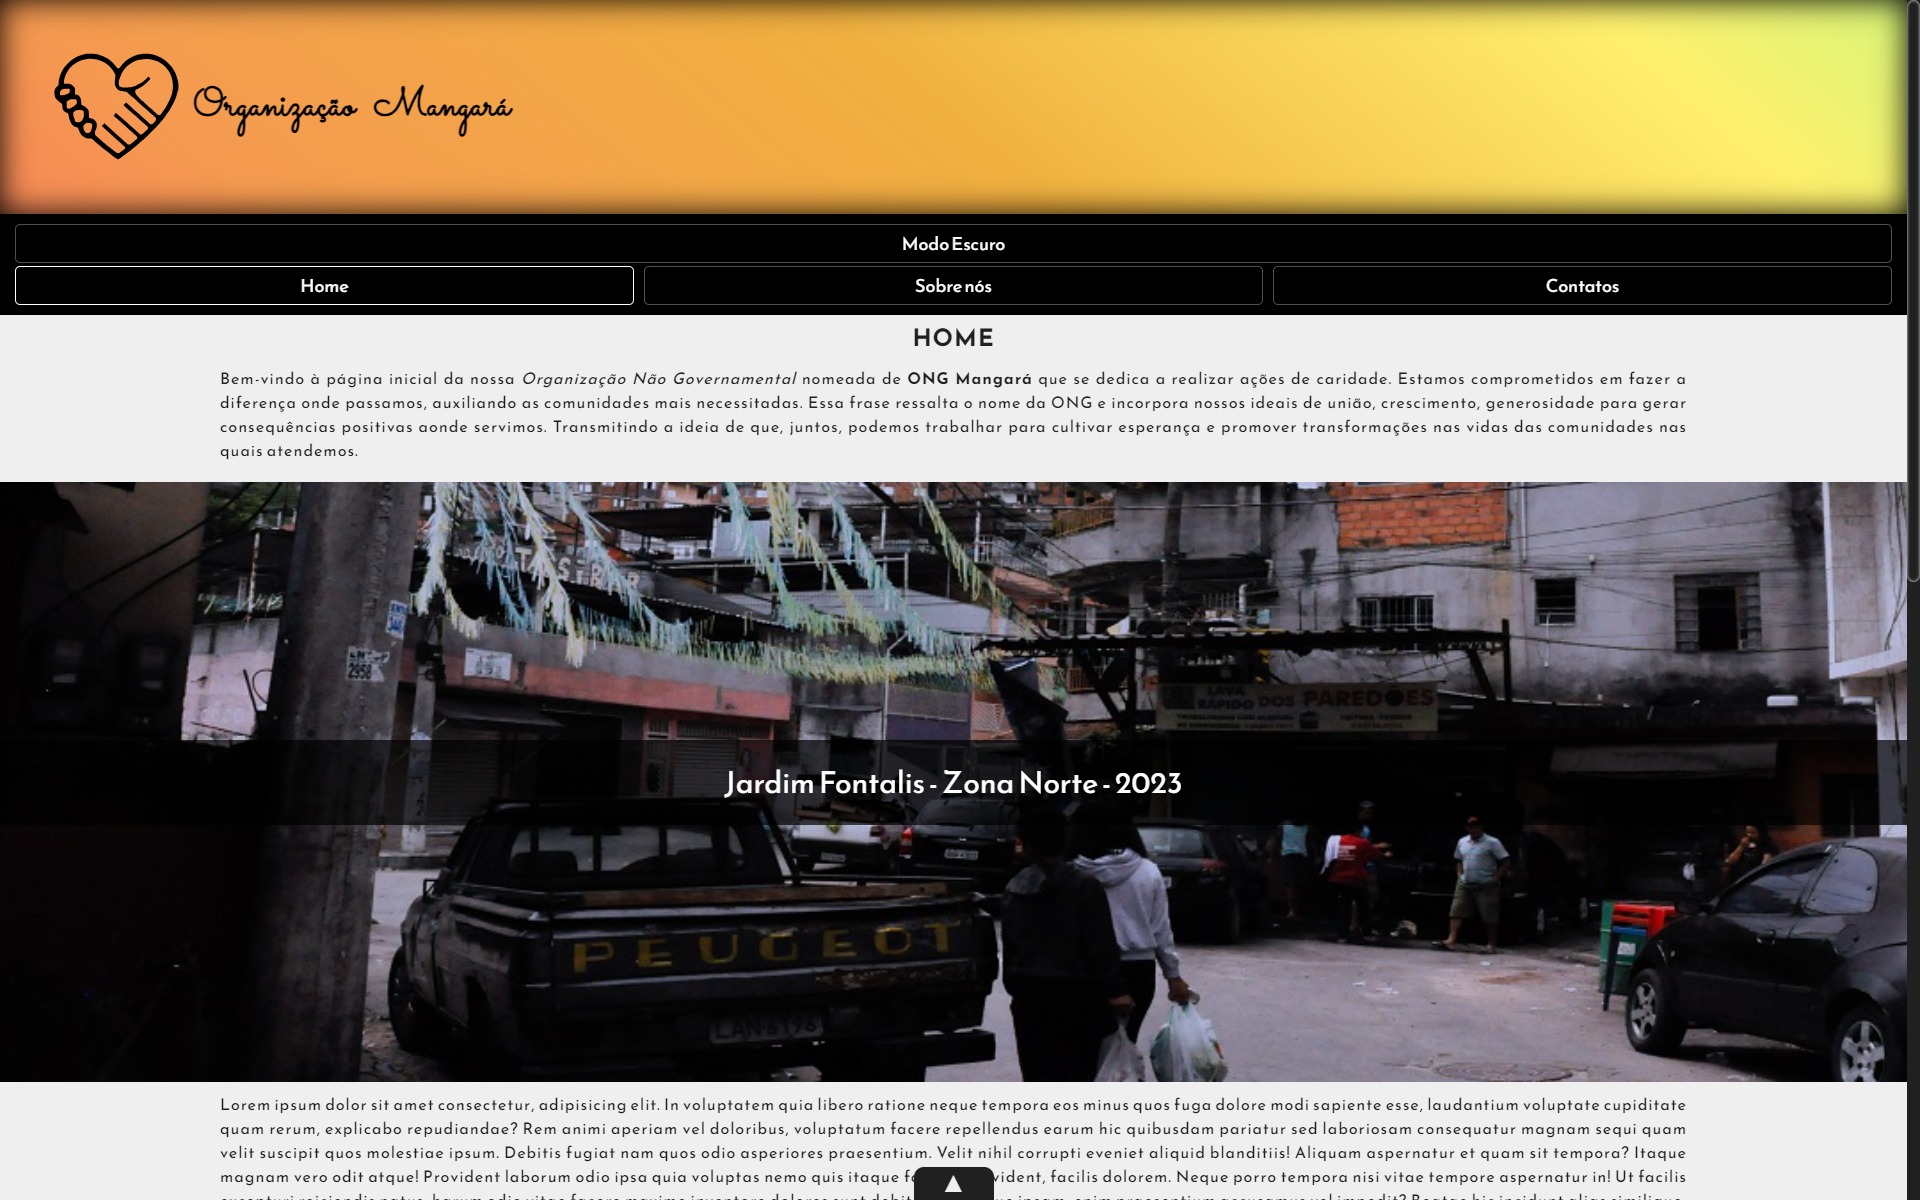 Organização Mangará
Modo Escuro
Home
Sobre nós
Contatos
HOME
Bem-vindo à página inicial da nossa Organização Não Governamental nomeada de ONG Mangará que se dedica a realizar ações de caridade. Estamos comprometidos em fazer a
diferença onde passamos, auxiliando as comunidades mais necessitadas. Essa frase ressalta o nome da ONG e incorpora nossos ideais de união, crescimento, generosidade para gerar
consequências positivas aonde servimos. Transmitindo a ideia de que, juntos, podemos trabalhar para cultivar esperança e promover transformações nas vidas das comunidades nas
quais atendemos.
LAVA RÁPIDO DOS PAREDÕES
Jardim Fontalis - Zona Norte - 2023
PEUGEOT
Lorem ipsum dolor sit amet consectetur, adipisicing elit. In voluptatem quia libero ratione neque tempora eos minus quos fuga dolore modi sapiente esse, laudantium voluptate cupiditate
quam rerum, explicabo repudiandae? Rem animi aperiam vel doloribus, voluptatum facere repellendus earum hic quibusdam pariatur sed laboriosam consequatur magnam sequi quam
velit suscipit quos molestiae ipsum. Debitis fugiat nam quos odio asperiores praesentium. Velit nihil corrupti eveniet aliquid blanditiis! Aliquam aspernatur et quam sit tempora? Itaque
magnam vero odit atque! Provident laborum odio ipsa quia voluptas nemo quis itaque vident, facilis dolorem. Neque porro tempora nisi vitae tempore aspernatur in! Ut facilis